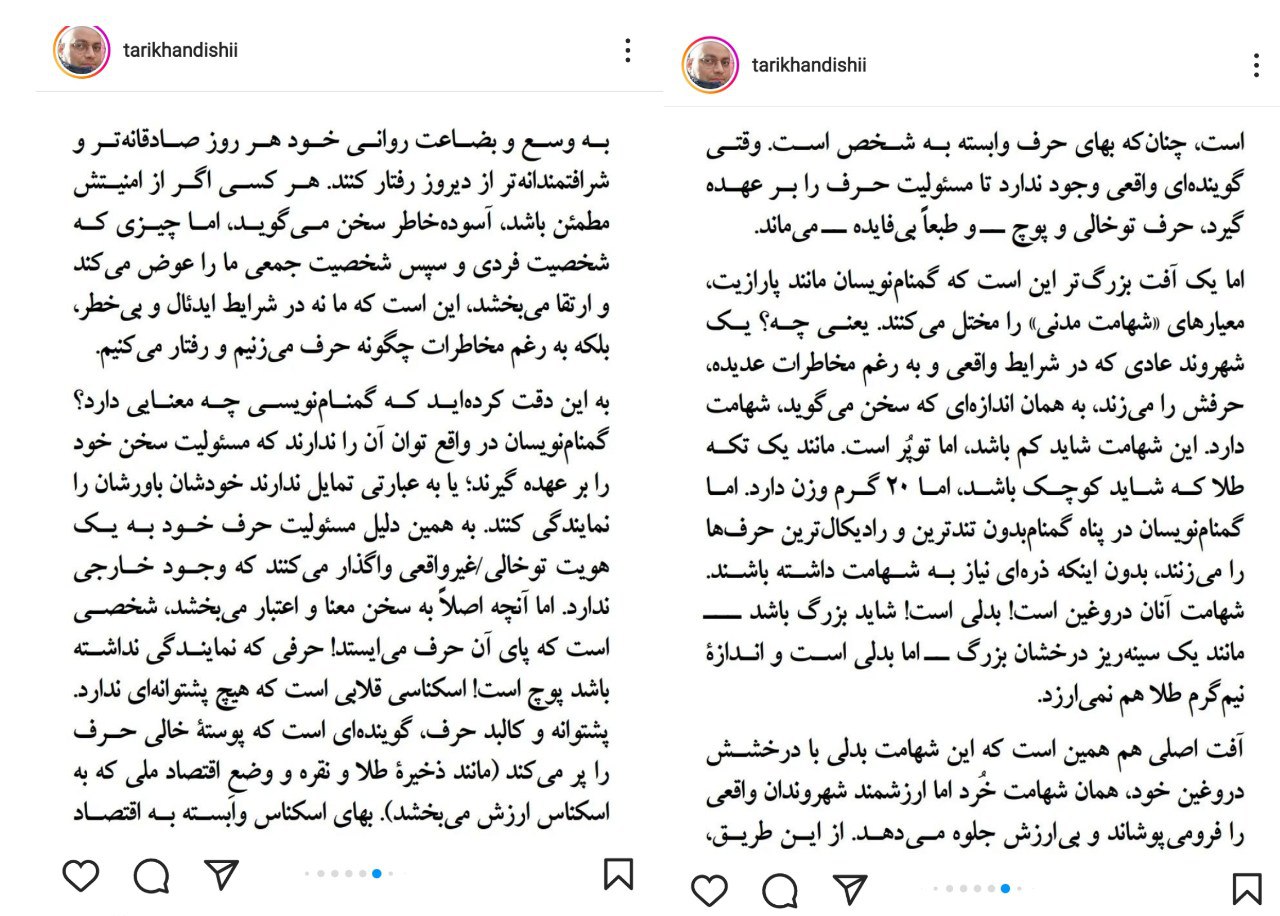 tarikhandishii
به وسع و بضاعت روانی خود هر روز صادقانه‌تر و
شرافتمندانه‌تر از دیروز رفتار کنند. هر کسی اگر از امنیتش
مطمئن باشد، آسوده‌خاطر سخن می‌گوید، اما چیزی که
شخصیت فردی و سپس شخصیت جمعی ما را عوض می‌کند
و ارتقا می‌بخشد، این است که ما نه در شرایط ایدئال و بی‌خطر،
بلکه به رغم مخاطرات چگونه حرف می‌زنیم و رفتار می‌کنیم.
به این دقت کرده‌اید که گمنام‌نویسی چه معنایی دارد؟
گمنام‌نویسان در واقع توان آن را ندارند که مسئولیت سخن خود
را بر عهده گیرند؛ یا به عبارتی تمایل ندارند خودشان باورشان را
نمایندگی کنند. به همین دلیل مسئولیت حرف خود به یک
هویت توخالی/غیرواقعی واگذار می‌کنند که وجود خارجی
ندارد. اما آنچه اصلاً به سخن معنا و اعتبار می‌بخشد، شخصی
است که پای آن حرف می‌ایستد! حرفی که نمایندگی نداشته
باشد پوچ است! اسکناسی قلابی است که هیچ پشتوانه‌ای ندارد.
پشتوانه و کالبد حرف، گوینده‌ای است که پوستهٔ خالی حرف
را پر می‌کند (مانند ذخیرهٔ طلا و نقره و وضعِ اقتصاد ملی که به
اسکناس ارزش می‌بخشد). بهای اسکناس وابسته به اقتصاد
tarikhandishii
است، چنان‌که بهای حرف وابسته به شخص است. وقتی
گوینده‌ای واقعی وجود ندارد تا مسئولیت حرف را بر عهده
گیرد، حرف توخالی و پوچ — و طبعاً بی‌فایده — می‌ماند.
اما یک آفت بزرگ‌تر این است که گمنام‌نویسان مانند پارازیت،
معیارهای «شهامت مدنی» را مختل می‌کنند. یعنی چه؟ یک
شهروند عادی که در شرایط واقعی و به رغم مخاطرات عدیده،
حرفش را می‌زند، به همان اندازه‌ای که سخن می‌گوید، شهامت
دارد. این شهامت شاید کم باشد، اما توپُر است. مانند یک تکه
طلا که شاید کوچک باشد، اما ۲۰ گرم وزن دارد. اما
گمنام‌نویسان در پناه گمنام‌بدون تندترین و رادیکال‌ترین حرف‌ها
را می‌زنند، بدون اینکه ذره‌ای نیاز به شهامت داشته باشند.
شهامت آنان دروغین است! بدلی است! شاید بزرگ باشد —
مانند یک سینه‌ریز درخشان بزرگ — اما بدلی است و اندازهٔ
نیم‌گرم طلا هم نمی‌ارزد.
آفت اصلی هم همین است که این شهامت بدلی با درخشش
دروغین خود، همان شهامت خُرد اما ارزشمند شهروندان واقعی
را فرومی‌پوشاند و بی‌ارزش جلوه می‌دهد. از این طریق،